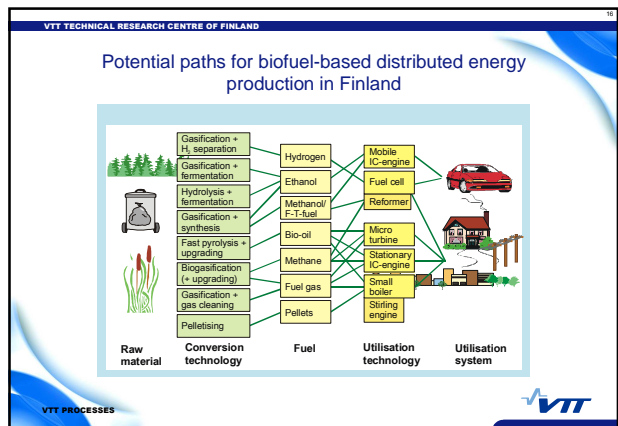 16
VTT TECHNICAL RESEARCH CENTRE OF FINLAND
Potential paths for biofuel-based distributed energy
production in Finland
Gasification +
H2 separation
Gasification +
fermentation
Hydrolysis +
fermentation
Gasification +
synthesis
Fast pyrolysis +
upgrading
Biogasification
(+ upgrading)
Gasification +
gas cleaning
Pelletising
Hydrogen
Ethanol
Methanol/
F-T-fuel
Bio-oil
Methane
Fuel gas
Pellets
Mobile
IC-engine
Fuel cell
Reformer
Micro
turbine
Stationary
IC-engine
Small
boiler
Stirling
engine
Raw
material
Conversion
technology
Fuel
Utilisation
technology
Utilisation
system
VTT PROCESSES
VTT